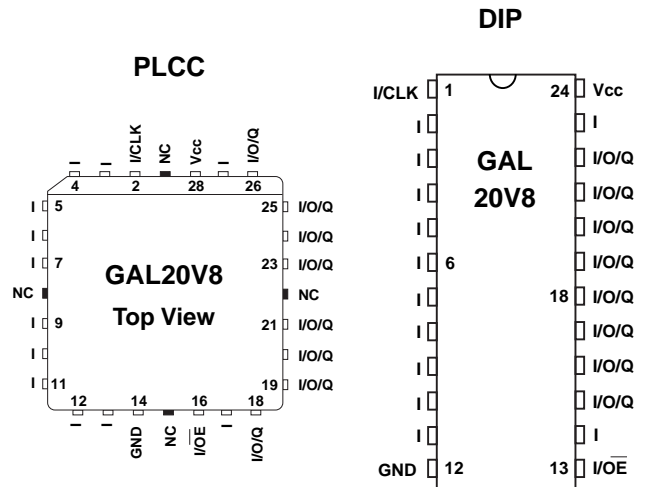 DIP
PLCC
I I I/CLK NC Vcc I I/O/Q
4 2 28 26
I 5 25 I/O/Q
I I/O/Q
I 7 23 I/O/Q
NC NC
GAL20V8
Top View
I 9 21 I/O/Q
I I/O/Q
I 11 19 I/O/Q
12 14 16 18
I I GND NC I/OE I I/O/Q
I/CLK 1 24 Vcc
I I
GAL
20V8
I I/O/Q
I I/O/Q
I I/O/Q
I 6 I/O/Q
I 18 I/O/Q
I I/O/Q
I I/O/Q
I I/O/Q
I I
GND 12 13 I/OE